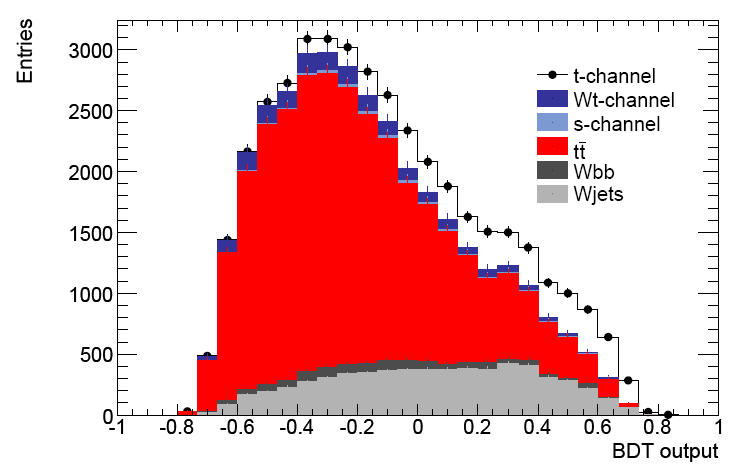 Entries
3000
2500
2000
1500
1000
500
0
t-channel
Wt-channel
s-channel
tt̄
Wbb
Wjets
-1 -0.8 -0.6 -0.4 -0.2 0 0.2 0.4 0.6 0.8 1
BDT output